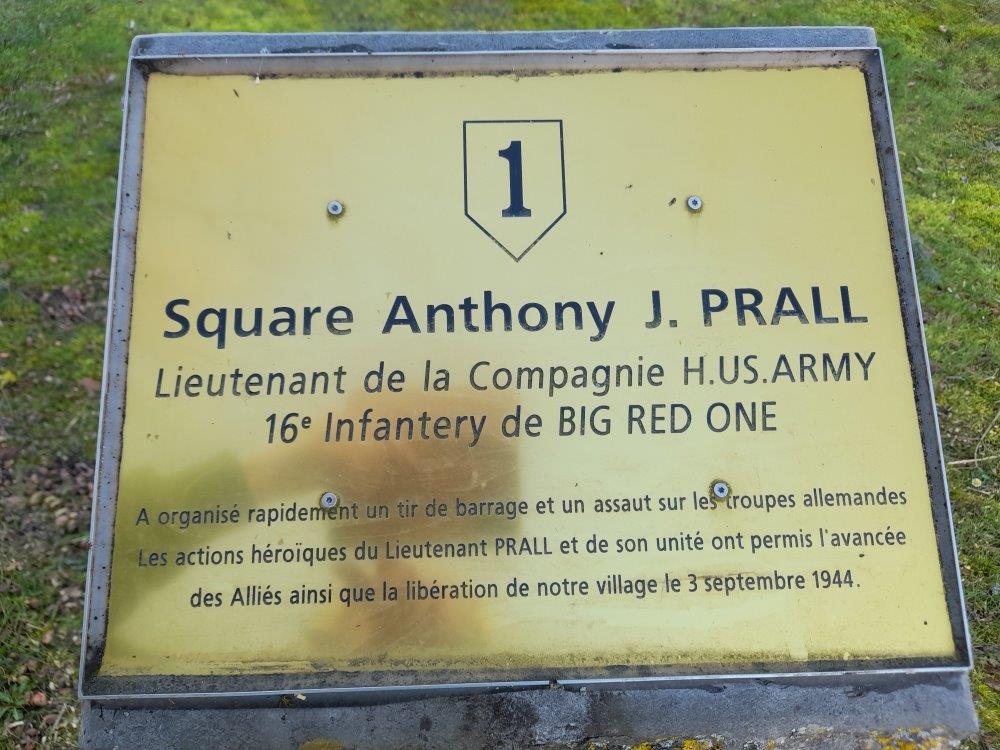 1
Square Anthony J. PRALL
Lieutenant de la Compagnie H.US.ARMY
16e Infantery de BIG RED ONE
A organisé rapidement un tir de barrage et un assaut sur les troupes allemandes
Les actions héroïques du Lieutenant PRALL et de son unité ont permis l'avancée
des Alliés ainsi que la libération de notre village le 3 septembre 1944.